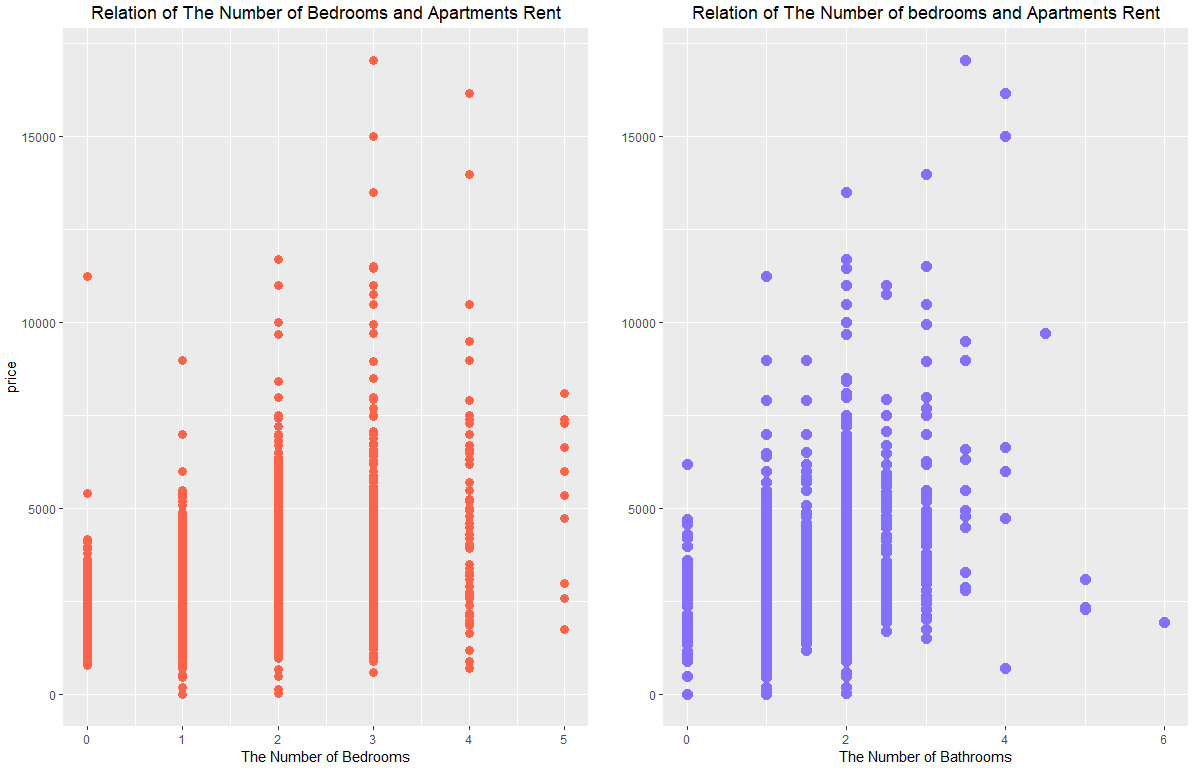 Relation of The Number of Bedrooms and Apartments Rent
15000
10000
5000
0
price
0 1 2 3 4 5
The Number of Bedrooms
Relation of The Number of bedrooms and Apartments Rent
15000
10000
5000
0
0 2 4 6
The Number of Bathrooms